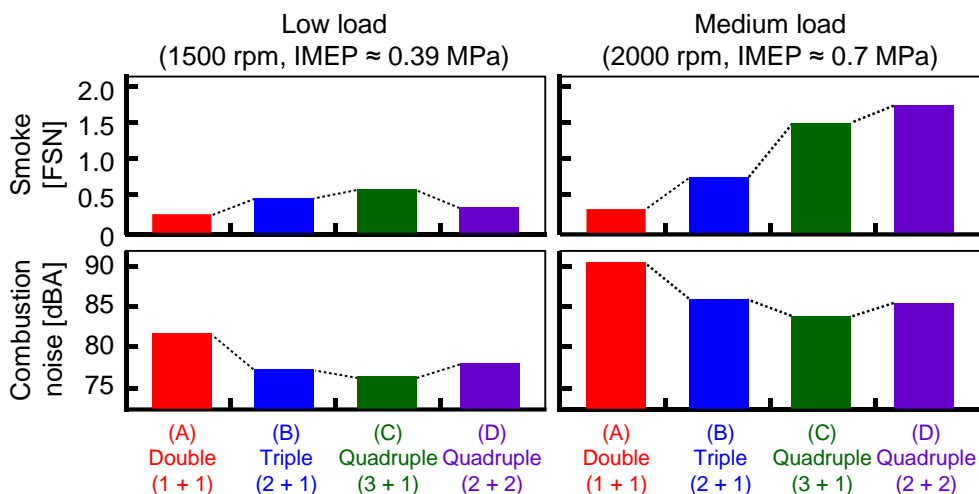 Low load
(1500 rpm, IMEP ≈ 0.39 MPa)
Medium load
(2000 rpm, IMEP ≈ 0.7 MPa)
Smoke
[FSN]
2.0
1.5
1.0
0.5
0
Combustion
noise [dBA]
90
85
80
75
(A)
Double
(1 + 1)
(B)
Triple
(2 + 1)
(C)
Quadruple
(3 + 1)
(D)
Quadruple
(2 + 2)
(A)
Double
(1 + 1)
(B)
Triple
(2 + 1)
(C)
Quadruple
(3 + 1)
(D)
Quadruple
(2 + 2)